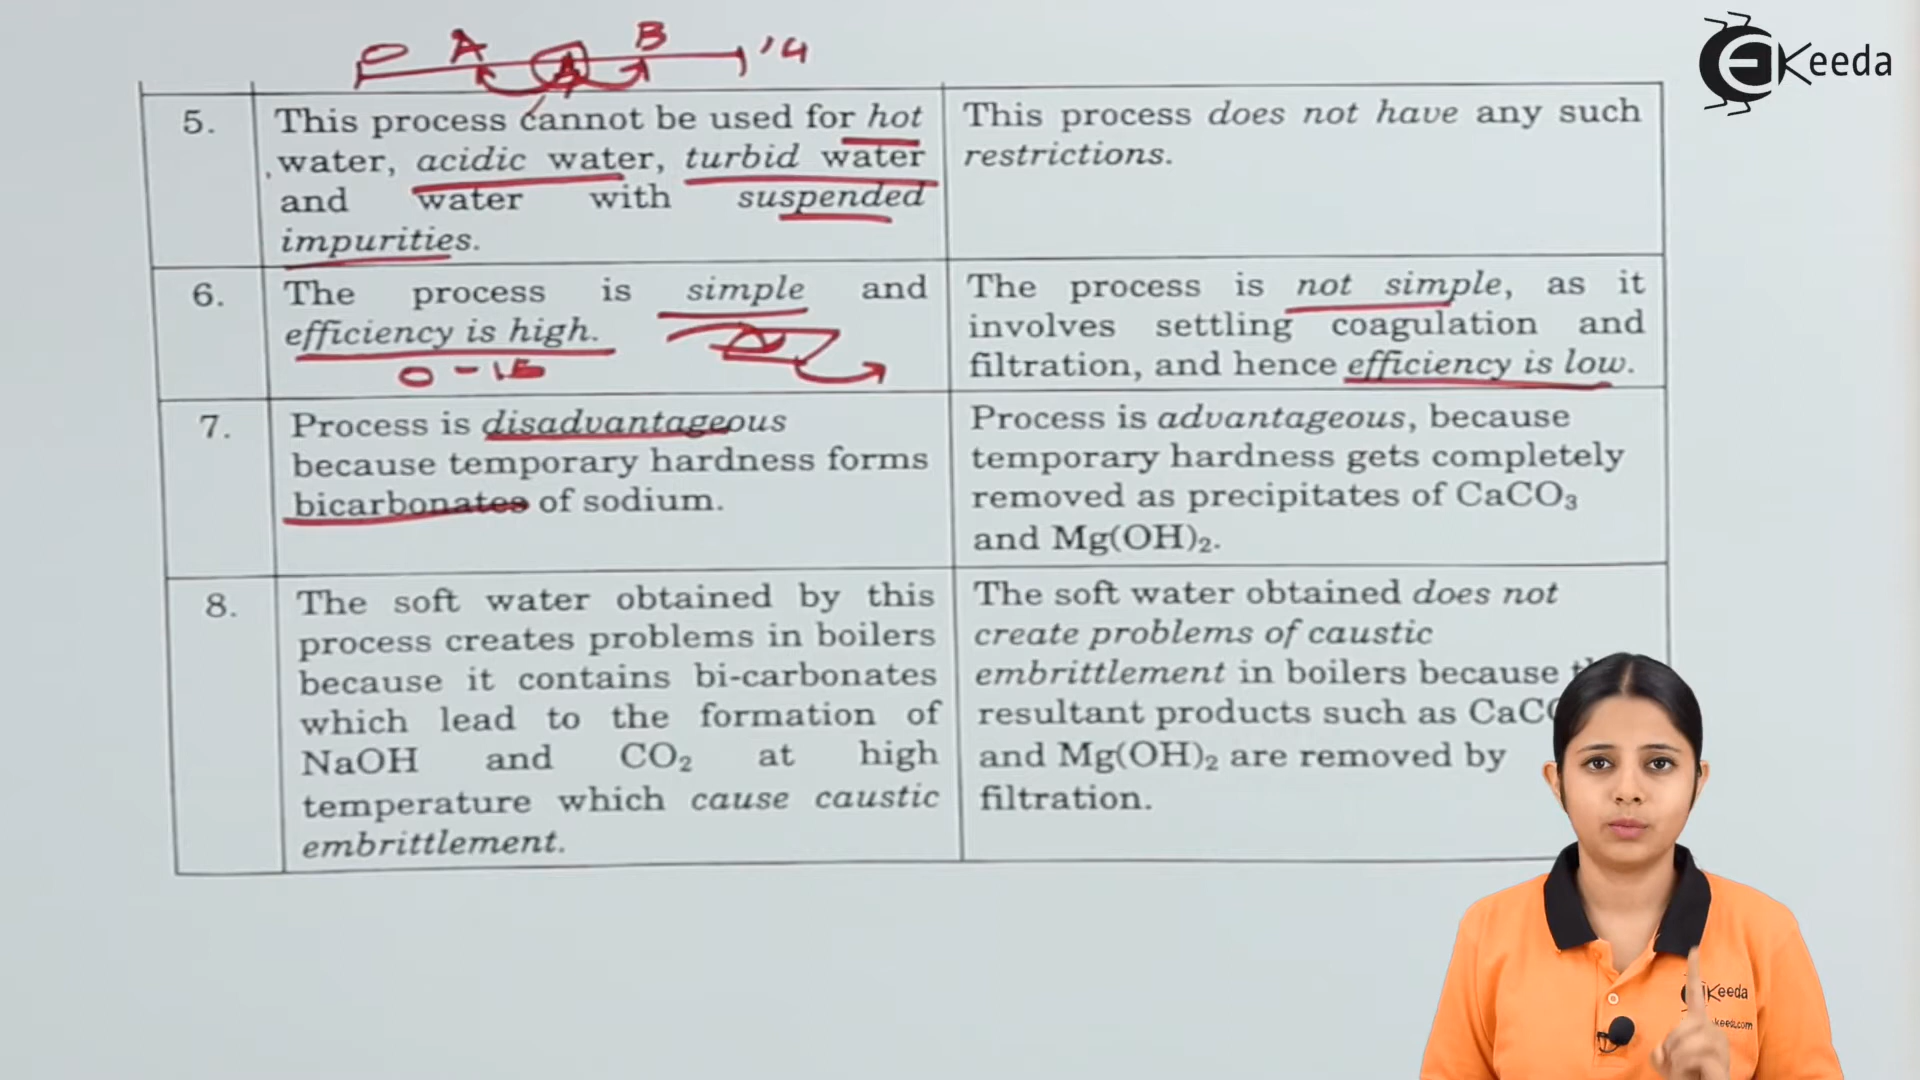 O A A B 14
EKeeda
5. This process cannot be used for hot
water, acidic water, turbid water
and water with suspended
impurities.
This process does not have any such
restrictions.
6. The process is simple and
efficiency is high.
0 - 15
The process is not simple, as it
involves settling coagulation and
filtration, and hence efficiency is low.
7. Process is disadvantageous
because temporary hardness forms
bicarbonates of sodium.
Process is advantageous, because
temporary hardness gets completely
removed as precipitates of CaCO₃
and Mg(OH)₂.
8. The soft water obtained by this
process creates problems in boilers
because it contains bi-carbonates
which lead to the formation of
NaOH and CO₂ at high
temperature which cause caustic
embrittlement.
The soft water obtained does not
create problems of caustic
embrittlement in boilers because
resultant products such as
and Mg(OH)₂ are removed by
filtration.
Keeda